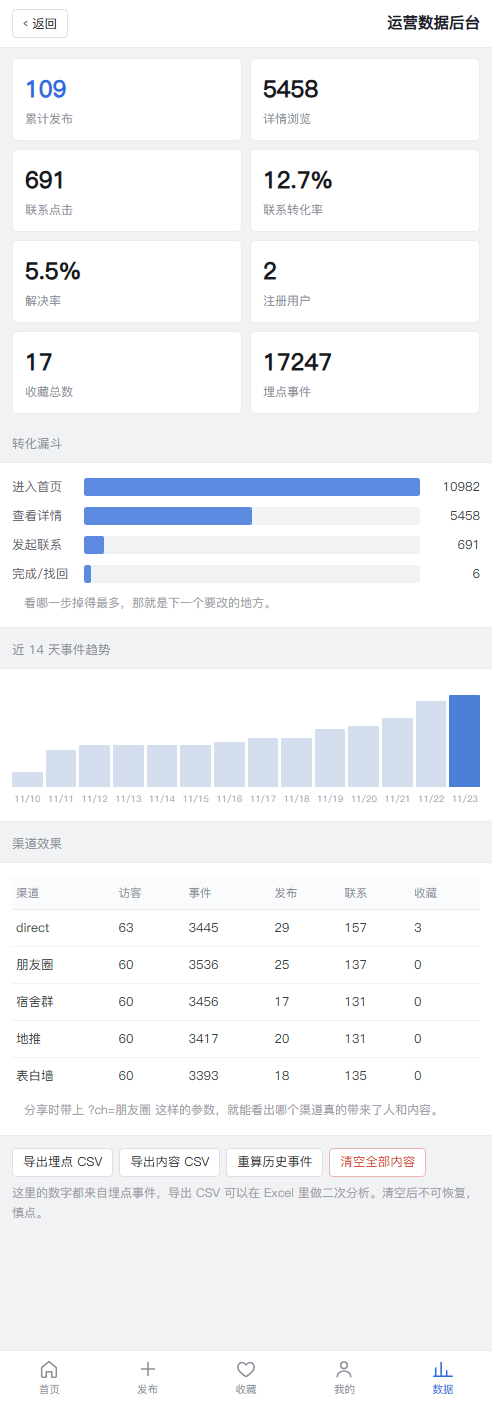 ‹ 返回
运营数据后台
109
累计发布
5458
详情浏览
691
联系点击
12.7%
联系转化率
5.5%
解决率
2
注册用户
17
收藏总数
17247
埋点事件
转化漏斗
进入首页 10982
查看详情 5458
发起联系 691
完成/找回 6
看哪一步掉得最多，那就是下一个要改的地方。
近 14 天事件趋势
11/10 11/11 11/12 11/13 11/14 11/15 11/16 11/17 11/18 11/19 11/20 11/21 11/22 11/23
渠道效果
渠道 访客 事件 发布 联系 收藏
direct 63 3445 29 157 3
朋友圈 60 3536 25 137 0
宿舍群 60 3456 17 131 0
地推 60 3417 20 131 0
表白墙 60 3393 18 135 0
分享时带上 ?ch=朋友圈 这样的参数，就能看出哪个渠道真的带来了人和内容。
导出埋点 CSV 导出内容 CSV 重算历史事件 清空全部内容
这里的数字都来自埋点事件，导出 CSV 可以在 Excel 里做二次分析。清空后不可恢复，
慎点。
首页 发布 收藏 我的 数据